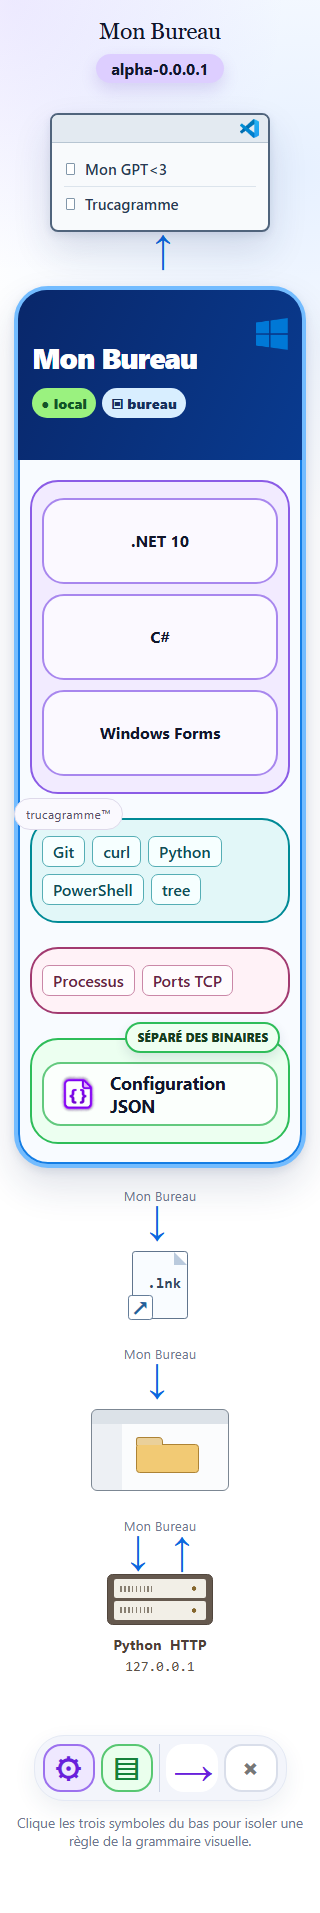 Mon Bureau
alpha-0.0.0.1
Mon GPT<3
Trucagramme
Mon Bureau
● local
bureau
.NET 10
C#
Windows Forms
trucagramme™
Git curl Python
PowerShell tree
Processus Ports TCP
SÉPARÉ DES BINAIRES
{} Configuration
JSON
Mon Bureau
.lnk
Mon Bureau
Mon Bureau
Python HTTP
127.0.0.1
Clique les trois symboles du bas pour isoler une
règle de la grammaire visuelle.